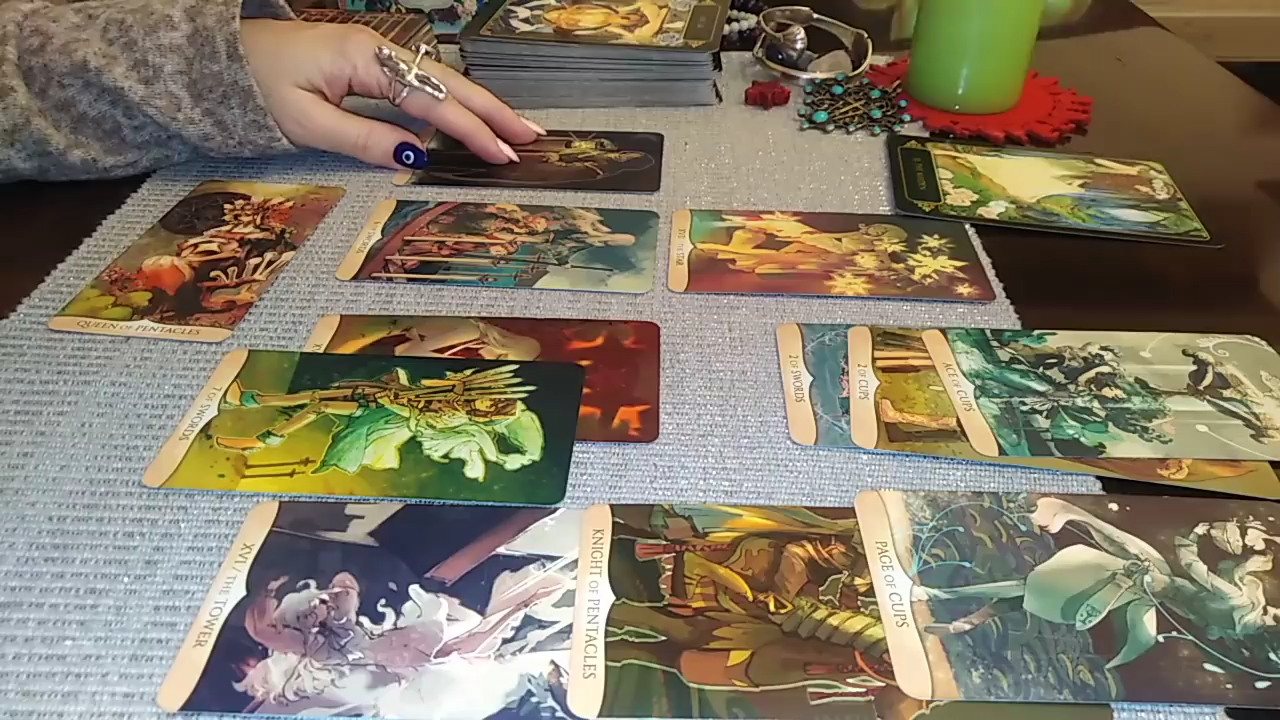 QUEEN OF PENTACLES
XVII THE STAR
7 OF SWORDS
2 OF SWORDS
2 OF CUPS
ACE OF CUPS
XVI / THE TOWER
KNIGHT OF PENTACLES
PAGE OF CUPS